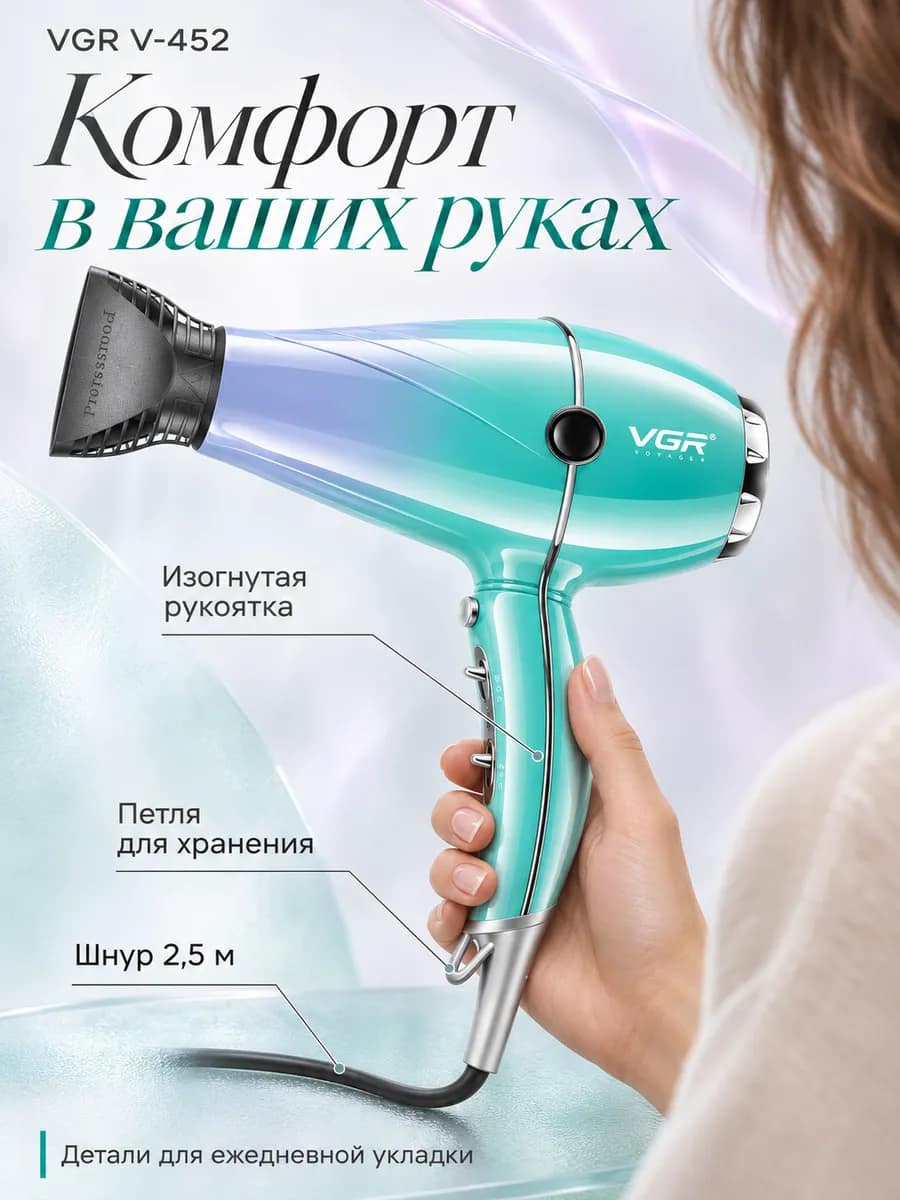 VGR V-452
Комфорт
в ваших руках
Professional
VGR®
VOYAGER
Изогнутая
рукоятка
Петля
для хранения
Шнур 2,5 м
Детали для ежедневной укладки